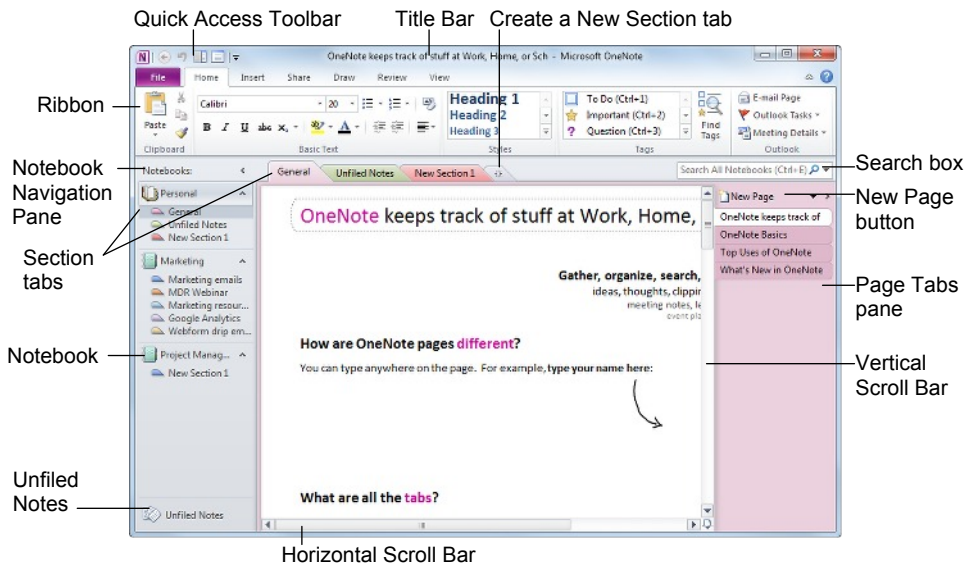 Quick Access Toolbar
Title Bar
Create a New Section tab
OneNote keeps track of stuff at Work, Home, or Sch - Microsoft OneNote
File Home Insert Share Draw Review View
Ribbon
Paste
Calibri 20
B I U abc
Heading 1
Heading 2
Heading 3
To Do (Ctrl+1)
Important (Ctrl+2)
Question (Ctrl+3)
Find
Tags
E-mail Page
Outlook Tasks
Meeting Details
Clipboard Basic Text Styles Tags Outlook
Notebook
Navigation
Pane
Notebooks:
General Unfiled Notes New Section 1
Search All Notebooks (Ctrl+E)
Search box
Personal
General
Unfiled Notes
New Section 1
Section
tabs
Marketing
Marketing emails
MDR Webinar
Marketing resour...
Google Analytics
Webform drip em...
Notebook
Project Manag...
New Section 1
Unfiled
Notes
Unfiled Notes
OneNote keeps track of stuff at Work, Home,
Gather, organize, search,
ideas, thoughts, clippin
meeting notes, le
event pla
How are OneNote pages different?
You can type anywhere on the page. For example, type your name here:
What are all the tabs?
New Page
OneNote keeps track of
OneNote Basics
Top Uses of OneNote
What's New in OneNote
New Page
button
Page Tabs
pane
Vertical
Scroll Bar
Horizontal Scroll Bar